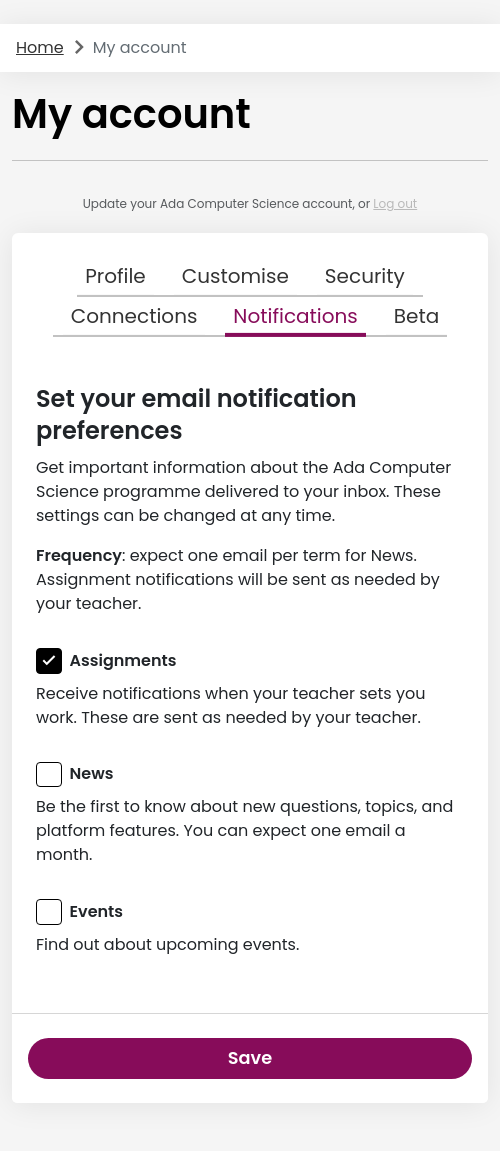 Home > My account
My account
Update your Ada Computer Science account, or Log out
Profile Customise Security
Connections Notifications Beta
Set your email notification
preferences
Get important information about the Ada Computer
Science programme delivered to your inbox. These
settings can be changed at any time.
Frequency: expect one email per term for News.
Assignment notifications will be sent as needed by
your teacher.
Assignments
Receive notifications when your teacher sets you
work. These are sent as needed by your teacher.
News
Be the first to know about new questions, topics, and
platform features. You can expect one email a
month.
Events
Find out about upcoming events.
Save